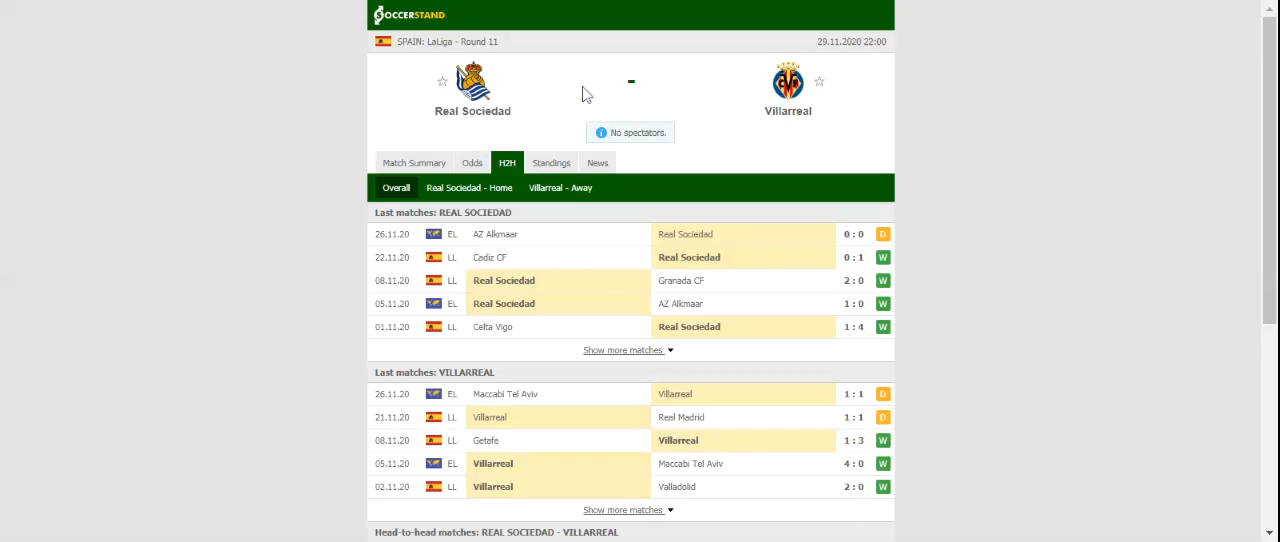 SOCCERSTAND
SPAIN: LaLiga - Round 11 29.11.2020 22:00
Real Sociedad - Villarreal
No spectators.
Match Summary Odds H2H Standings News
Overall Real Sociedad - Home Villarreal - Away
Last matches: REAL SOCIEDAD
26.11.20 EL AZ Alkmaar Real Sociedad 0 : 0 D
22.11.20 LL Cadiz CF Real Sociedad 0 : 1 W
08.11.20 LL Real Sociedad Granada CF 2 : 0 W
05.11.20 EL Real Sociedad AZ Alkmaar 1 : 0 W
01.11.20 LL Celta Vigo Real Sociedad 1 : 4 W
Show more matches
Last matches: VILLARREAL
26.11.20 EL Maccabi Tel Aviv Villarreal 1 : 1 D
21.11.20 LL Villarreal Real Madrid 1 : 1 D
08.11.20 LL Getafe Villarreal 1 : 3 W
05.11.20 EL Villarreal Maccabi Tel Aviv 4 : 0 W
02.11.20 LL Villarreal Valladolid 2 : 0 W
Show more matches
Head-to-head matches: REAL SOCIEDAD - VILLARREAL